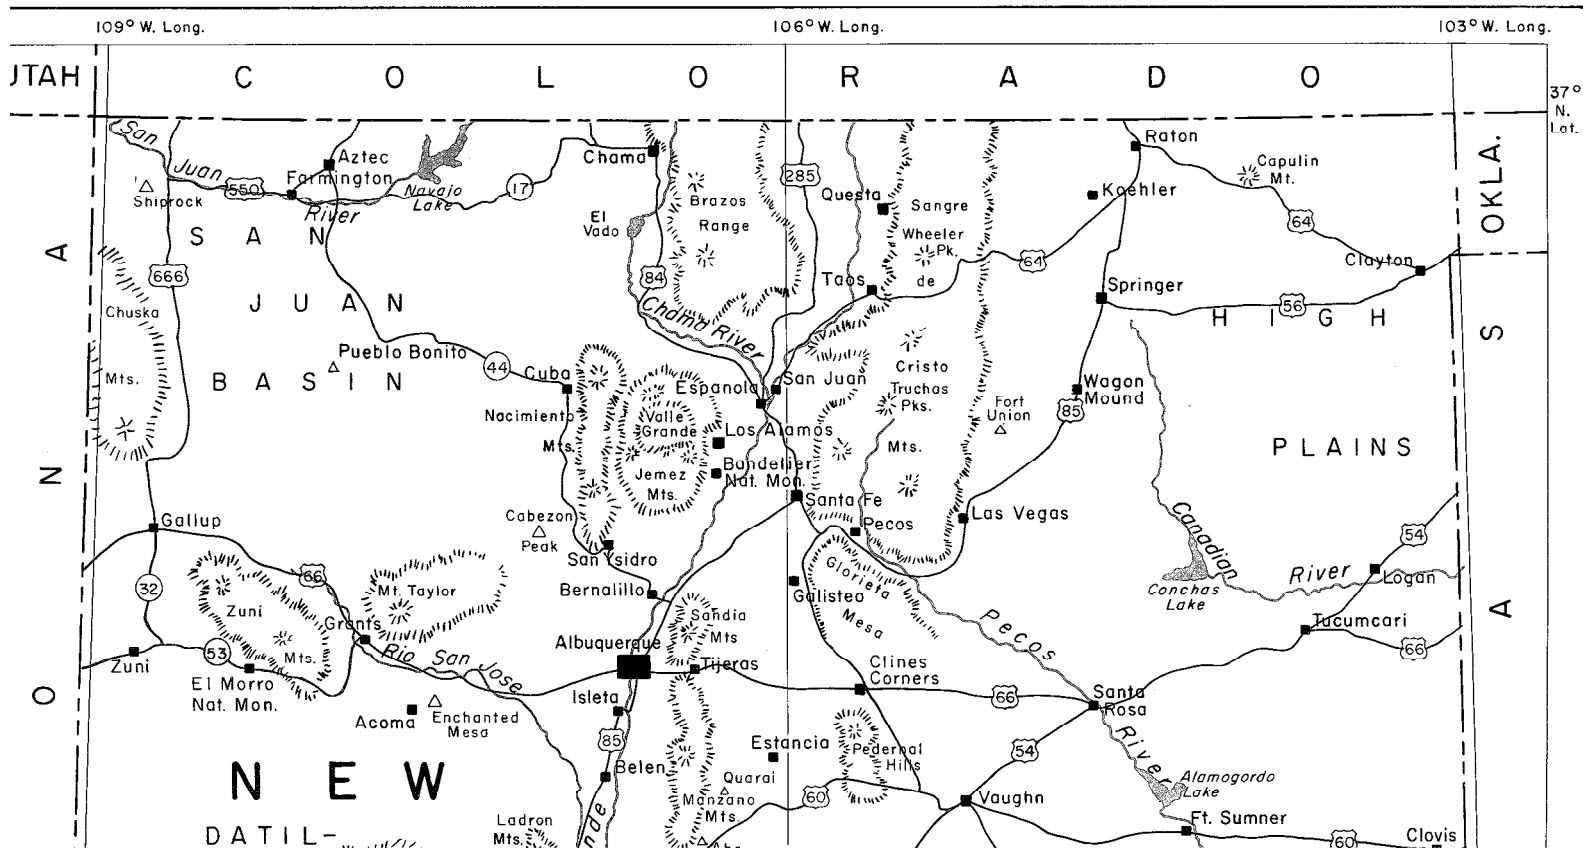 109° W. Long.
106° W. Long.
103° W. Long.
UTAH
C O L O R A D O
37°
N.
Lat.
OKLA.
San
Juan
River
Aztec
Farmington
550
Shiprock
Navajo
Lake
17
Chama
Brazos
Range
285
Questa
Sangre
Wheeler
Pk.
de
Raton
Koehler
Capulin
Mt.
64
Clayton
El
Vado
S A N
A
666
84
Taos
64
Springer
56
H I G H
S
J U A N
Chuska
Chama River
Mts.
Pueblo Bonito
44
Cuba
B A S I N
Espanola
San Juan
Cristo
Truchas
Pks.
Fort
Union
Wagon
Mound
85
Nacimiento
Mts.
Valle
Grande
Los Alamos
Mts.
PLAINS
Jemez
Mts.
Bandelier
Nat. Mon.
N
Santa Fe
Pecos
Las Vegas
Canadian
River
Gallup
Cabezon
Peak
San Ysidro
54
32
66
Mt. Taylor
Bernalillo
Galisteo
Glorieta
Mesa
Conchas
Lake
Logan
Zuni
Mts.
Grants
Sandia
Mts
Pecos
River
Tucumcari
A
66
Zuni
53
El Morro
Nat. Mon.
Rio San Jose
Albuquerque
Tijeras
Clines
Corners
66
Santa
Rosa
O
Acoma
Enchanted
Mesa
Isleta
85
Estancia
Pedernal
Hills
54
N E W
Belen
Quarai
Manzano
Mts.
60
Vaughn
Alamogordo
Lake
DATIL-
Ladron
Mts.
nde
Ft. Sumner
60
Clovis